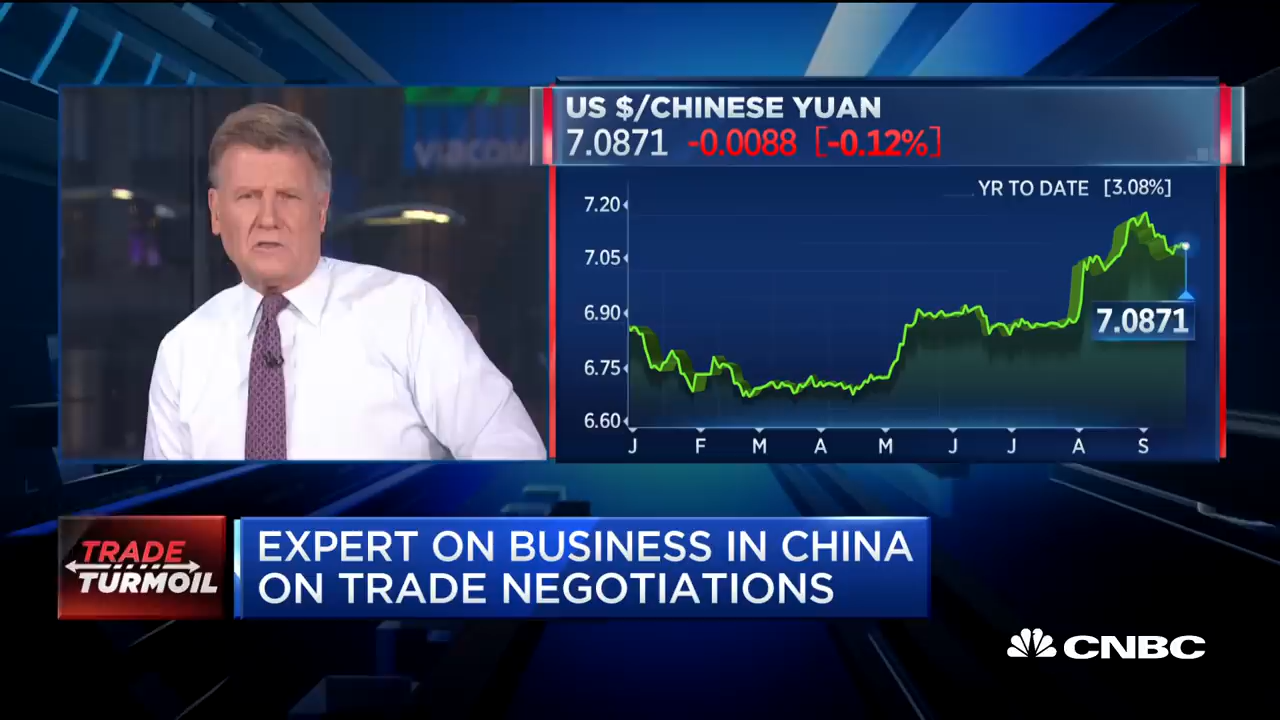 US $/CHINESE YUAN
7.0871 -0.0088 [-0.12%]
YR TO DATE [3.08%]
7.20
7.05
6.90
6.75
6.60
7.0871
J F M A M J J A S
TRADE
TURMOIL
EXPERT ON BUSINESS IN CHINA
ON TRADE NEGOTIATIONS
CNBC